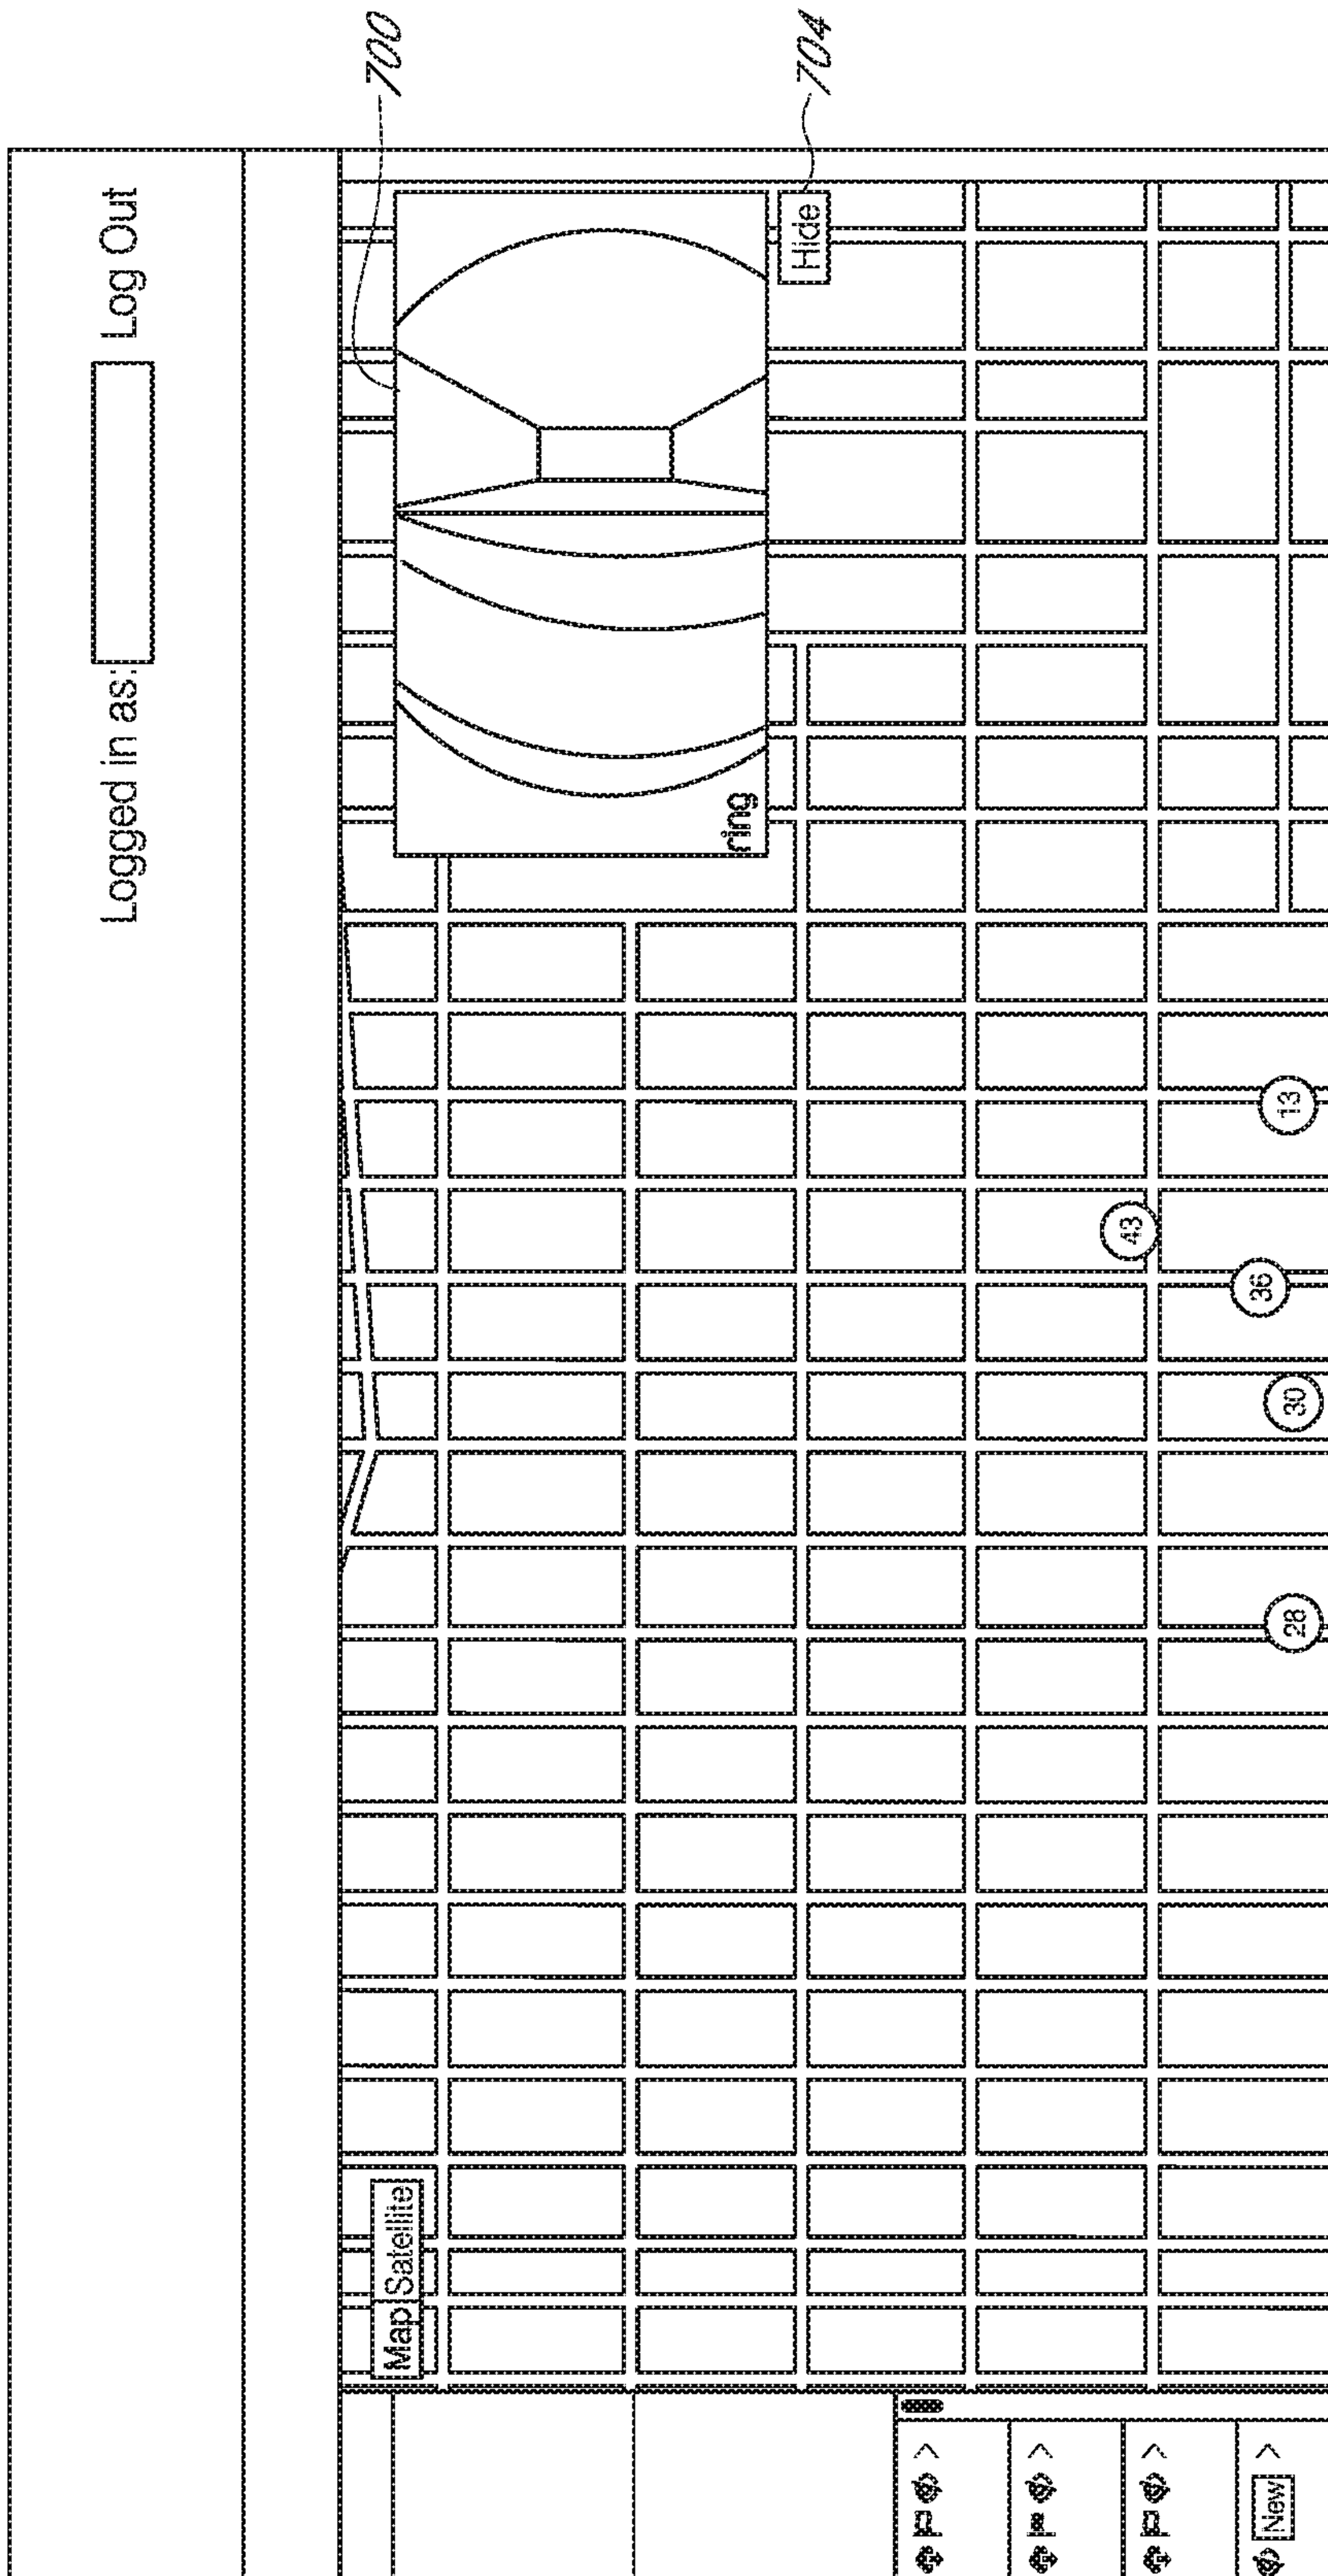 Logged in as: Log Out
700
Map Satellite
ring
Hide
704
43
36
13
30
28
New